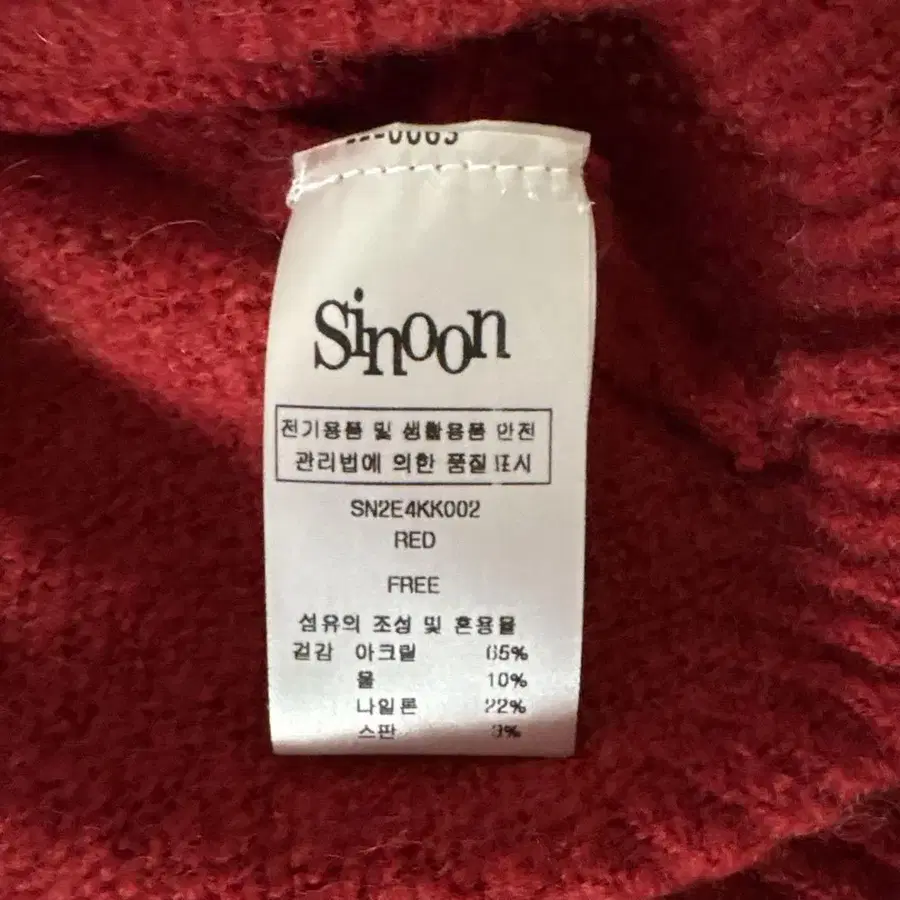 -0063
Sinoon
전기용품 및 생활용품 안전
관리법에 의한 품질표시
SN2E4KK002
RED
FREE
섬유의 조성 및 혼용율
겉감 아크릴 65%
울 10%
나일론 22%
스판 3%